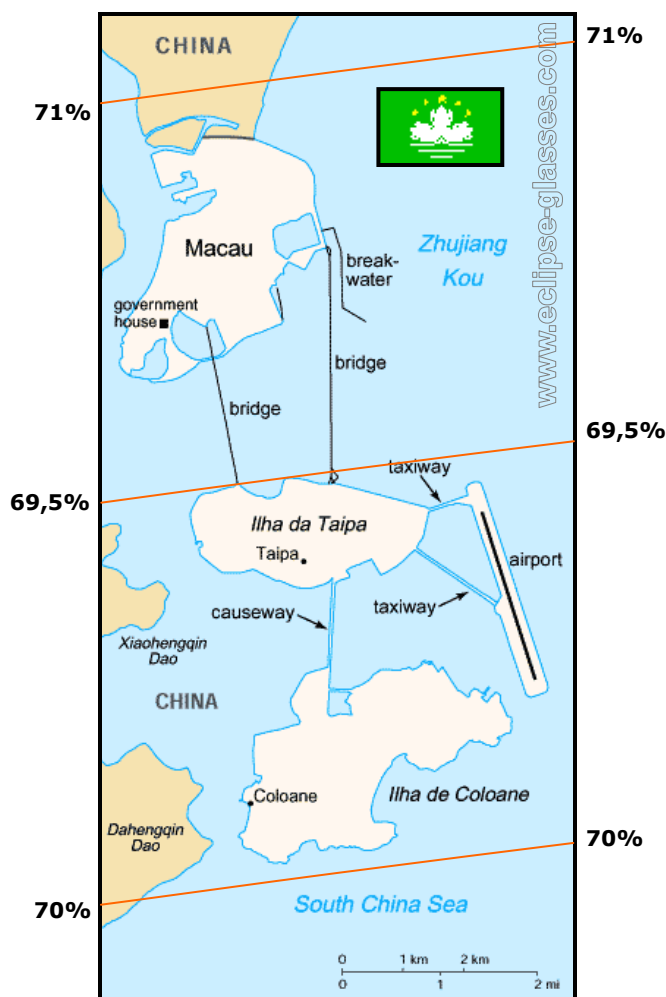 71%
CHINA
71%
www.eclipse-glasses.com
Macau
Zhujiang
Kou
break-
water
government
house
bridge
bridge
69,5%
taxiway
69,5%
Ilha da Taipa
Taipa
airport
causeway
taxiway
Xiaohengqin
Dao
CHINA
Coloane
Ilha de Coloane
Dahengqin
Dao
70%
70%
South China Sea
0 1 km 2 km
0 1 2 mi